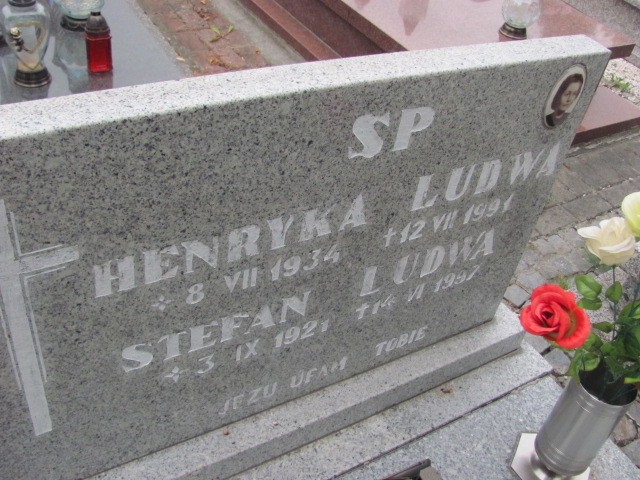 SP
HENRYKA LUDWA
* 8 VII 1934 †12 VII 1991
STEFAN LUDWA
* 3 IX 1921 †14 VI 1997
JEZU UFAM TOBIE